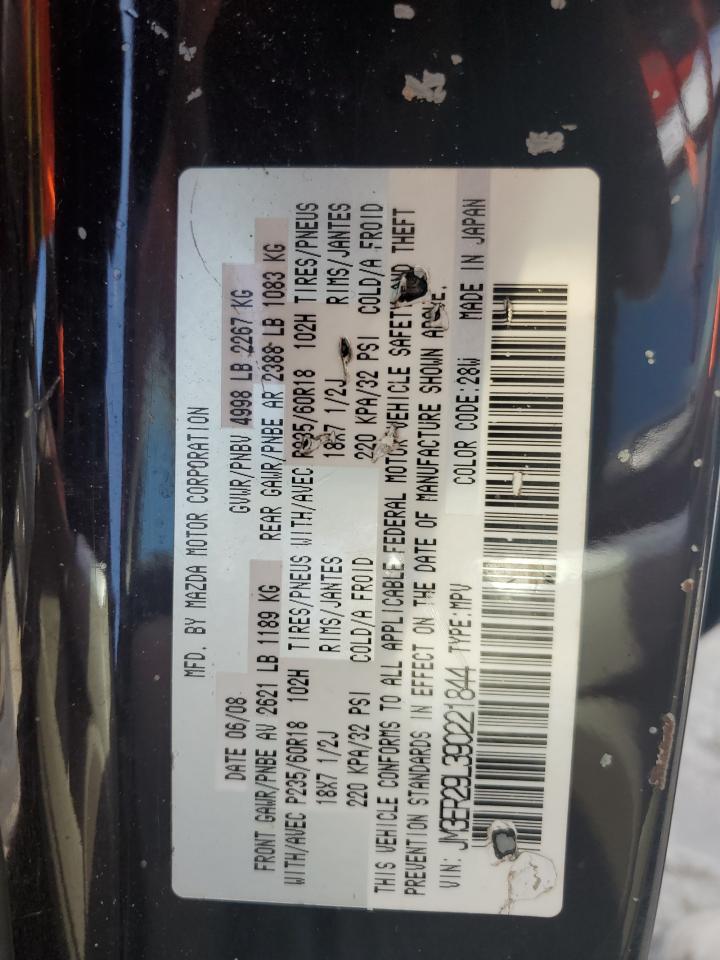 MFD. BY MAZDA MOTOR CORPORATION
DATE 06/08 GVWR/PNBV 4998 LB 2267 KG
FRONT GAWR/PNBE AV 2621 LB 1189 KG REAR GAWR/PNBE AR 2388 LB 1083 KG
WITH/AVEC P235/60R18 102H TIRES/PNEUS WITH/AVEC P235/60R18 102H TIRES/PNEUS
18X7 1/2J RIMS/JANTES 18X7 1/2J RIMS/JANTES
220 KPA/32 PSI COLD/A FROID 220 KPA/32 PSI COLD/A FROID
THIS VEHICLE CONFORMS TO ALL APPLICABLE FEDERAL MOTOR VEHICLE SAFETY AND THEFT
PREVENTION STANDARDS IN EFFECT ON THE DATE OF MANUFACTURE SHOWN ABOVE.
VIN: JM3ER29L390221844 TYPE:MPV COLOR CODE:28W MADE IN JAPAN